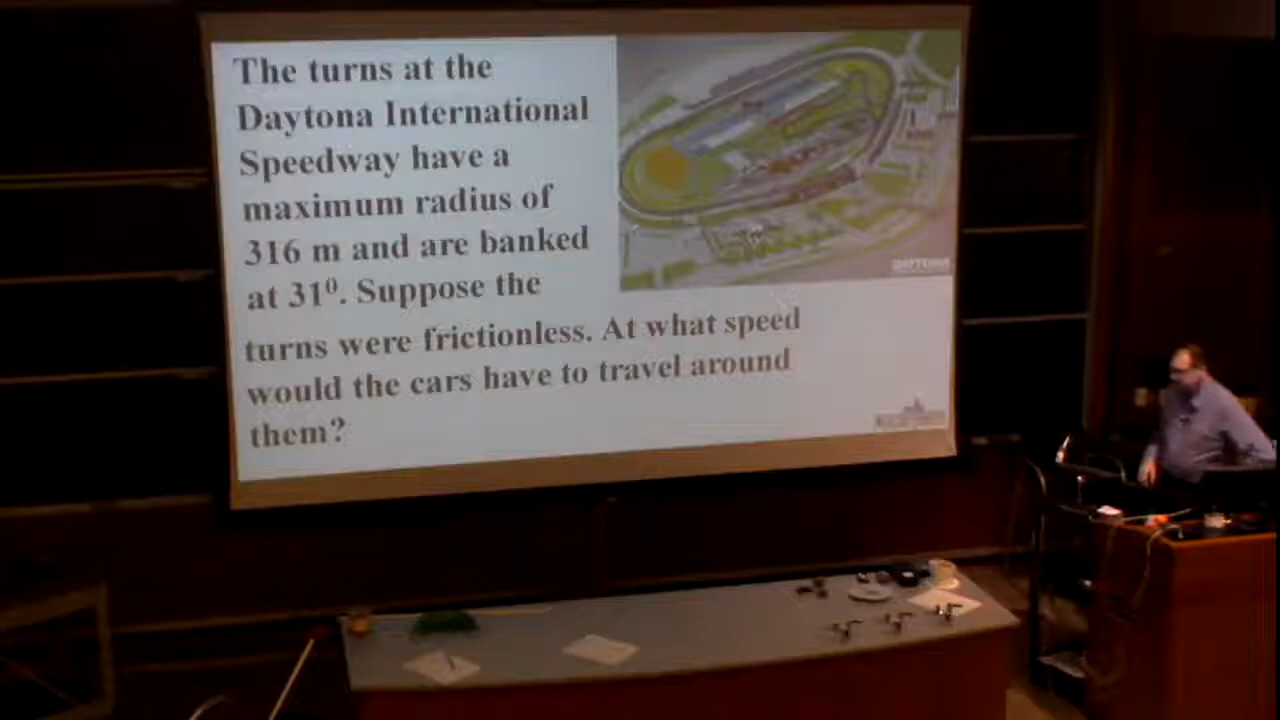 The turns at the
Daytona International
Speedway have a
maximum radius of
316 m and are banked
at 31⁰. Suppose the
turns were frictionless. At what speed
would the cars have to travel around
them?
DAYTONA